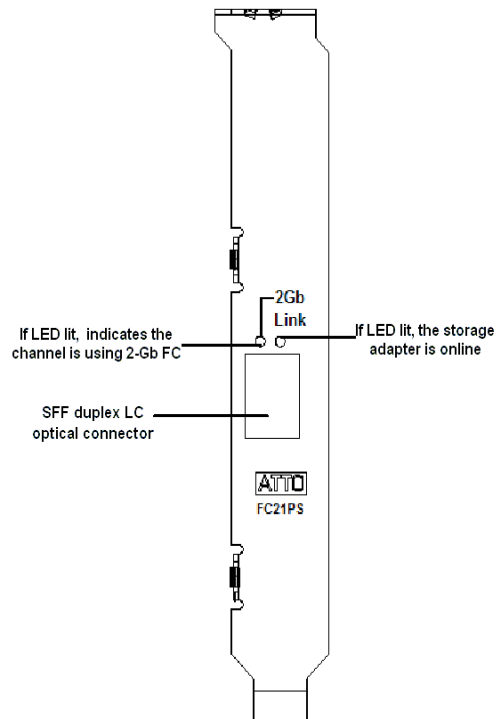 2Gb
Link
If LED lit, indicates the
channel is using 2-Gb FC
If LED lit, the storage
adapter is online
SFF duplex LC
optical connector
ATTO
FC21PS